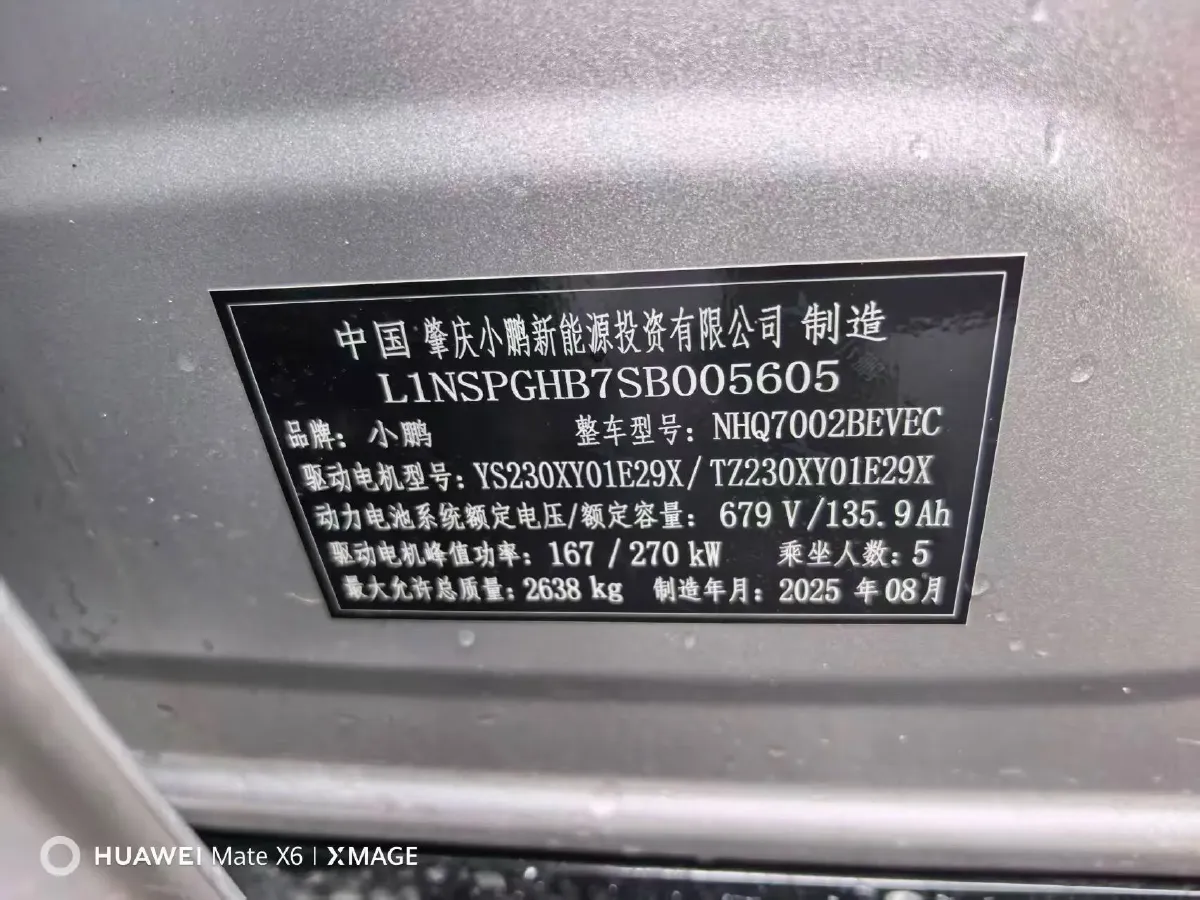 中国 肇庆小鹏新能源投资有限公司 制造
L1NSPGHB7SB005605
品牌：小鹏 整车型号：NHQ7002BEVEC
驱动电机型号：YS230XY01E29X/TZ230XY01E29X
动力电池系统额定电压/额定容量：679 V/135.9Ah
驱动电机峰值功率：167 / 270 kW 乘坐人数：5
最大允许总质量：2638 kg 制造年月：2025 年08月
HUAWEI Mate X6 | XMAGE